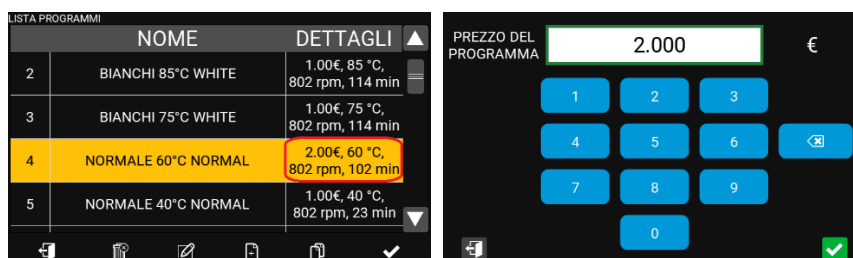 LISTA PROGRAMMI
NOME DETTAGLI
2 BIANCHI 85°C WHITE 1.00€, 85 °C,
802 rpm, 114 min
3 BIANCHI 75°C WHITE 1.00€, 75 °C,
802 rpm, 114 min
4 NORMALE 60°C NORMAL 2.00€, 60 °C,
802 rpm, 102 min
5 NORMALE 40°C NORMAL 1.00€, 40 °C,
802 rpm, 23 min
PREZZO DEL
PROGRAMMA 2.000 €
1 2 3
4 5 6
7 8 9
0